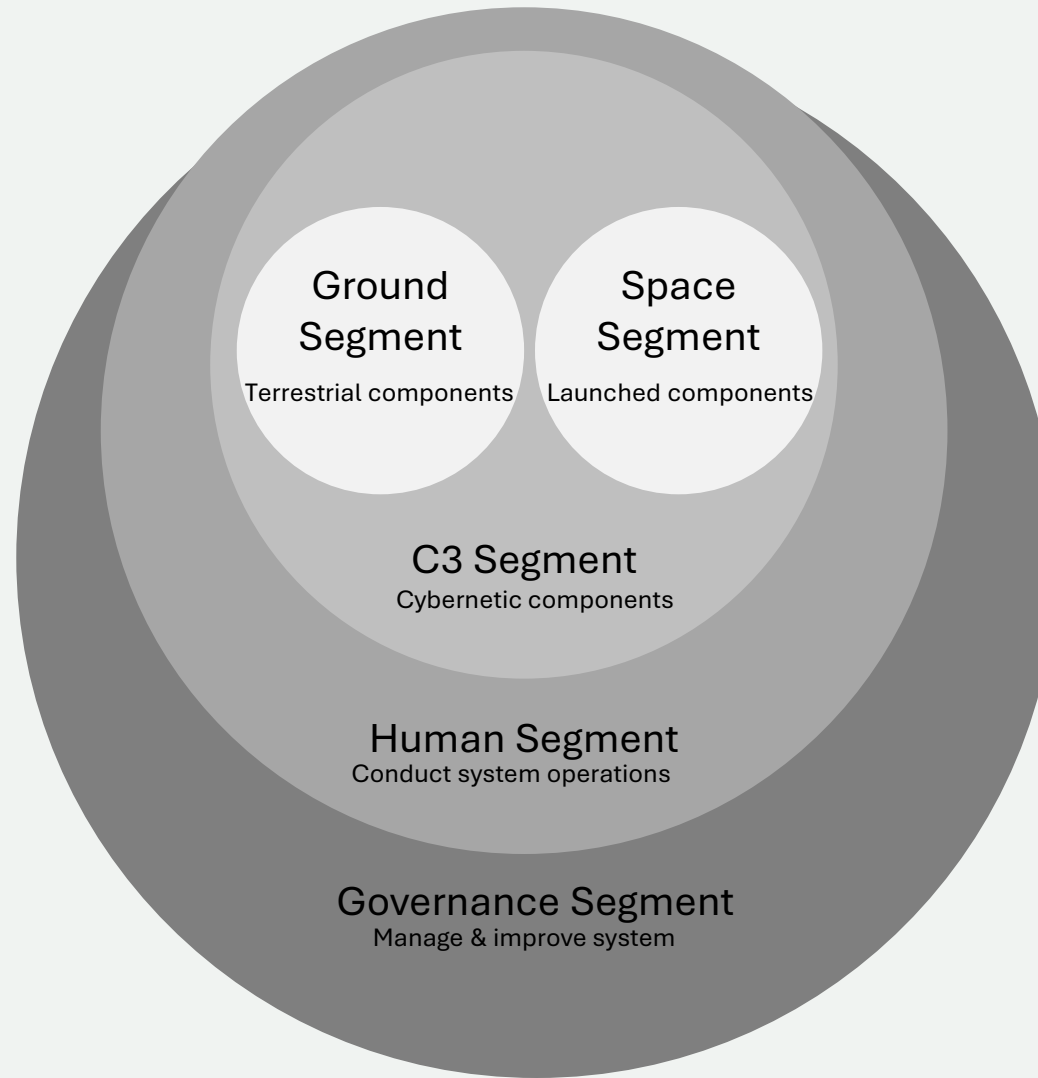 Ground
Segment
Terrestrial components
Space
Segment
Launched components
C3 Segment
Cybernetic components
Human Segment
Conduct system operations
Governance Segment
Manage & improve system